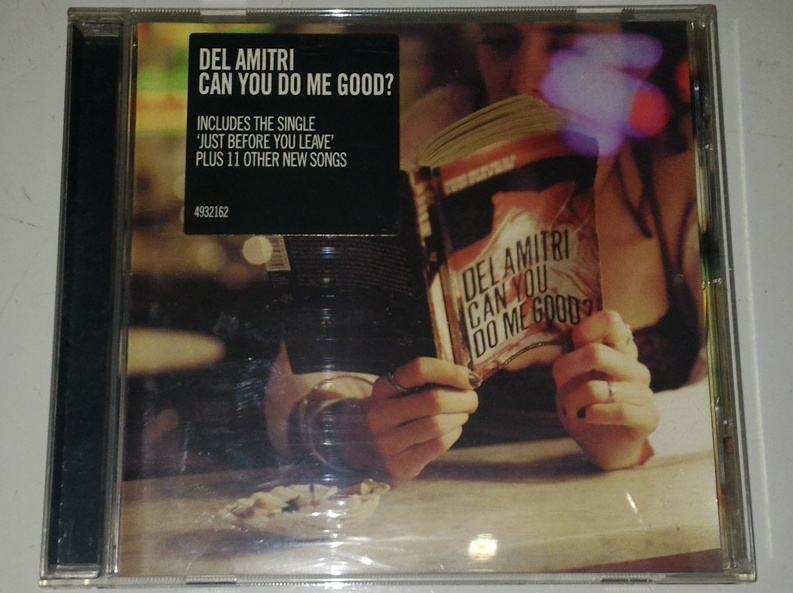 DEL AMITRI
CAN YOU DO ME GOOD?
INCLUDES THE SINGLE
'JUST BEFORE YOU LEAVE'
PLUS 11 OTHER NEW SONGS
4932162
DEL AMITRI
CAN YOU
DO ME GOOD?